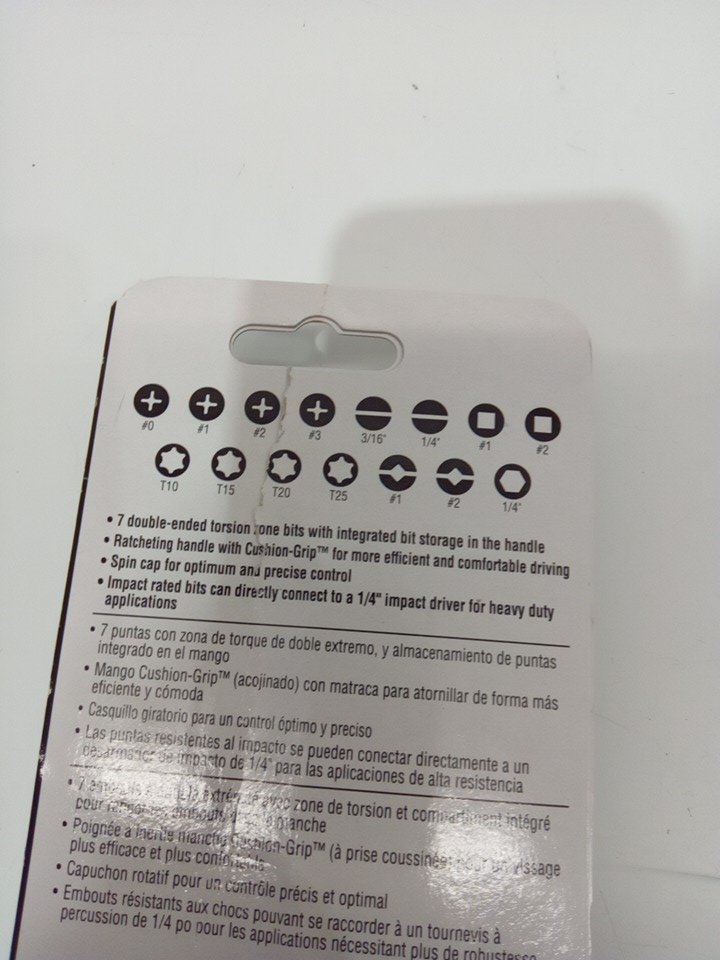 #0 #1 #2 #3 3/16" 1/4" #1 #2
T10 T15 T20 T25 #1 #2 1/4"
• 7 double-ended torsion zone bits with integrated bit storage in the handle
• Ratcheting handle with Cushion-Grip™ for more efficient and comfortable driving
• Spin cap for optimum and precise control
• Impact rated bits can directly connect to a 1/4" impact driver for heavy duty
applications
• 7 puntas con zona de torque de doble extremo, y almacenamiento de puntas
integrado en el mango
• Mango Cushion-Grip™ (acojinado) con matraca para atornillar de forma más
eficiente y cómoda
• Casquillo giratorio para un control óptimo y preciso
• Las puntas resistentes al impacto se pueden conectar directamente a un
desarmador de impacto de 1/4" para las aplicaciones de alta resistencia
• 7 avec zone de torsion et compartiment intégré
pour embouts manche
• Poignée à manche Cushion-Grip™ (à prise coussinée) pour un vissage
plus efficace et plus confortable
• Capuchon rotatif pour un contrôle précis et optimal
• Embouts résistants aux chocs pouvant se raccorder à un tournevis à
percussion de 1/4 po pour les applications nécessitant plus de robustesse